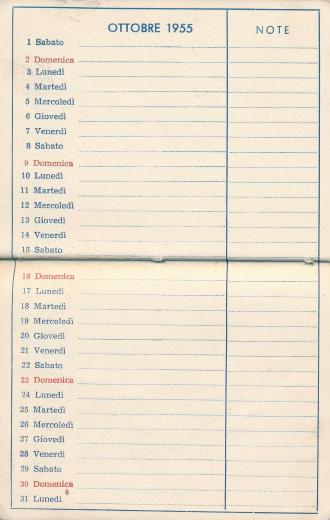 OTTOBRE 1955 NOTE
1 Sabato
2 Domenica
3 Lunedì
4 Martedì
5 Mercoledì
6 Giovedì
7 Venerdì
8 Sabato
9 Domenica
10 Lunedì
11 Martedì
12 Mercoledì
13 Giovedì
14 Venerdì
15 Sabato
16 Domenica
17 Lunedì
18 Martedì
19 Mercoledì
20 Giovedì
21 Venerdì
22 Sabato
23 Domenica
24 Lunedì
25 Martedì
26 Mercoledì
27 Giovedì
28 Venerdì
29 Sabato
30 Domenica
31 Lunedì